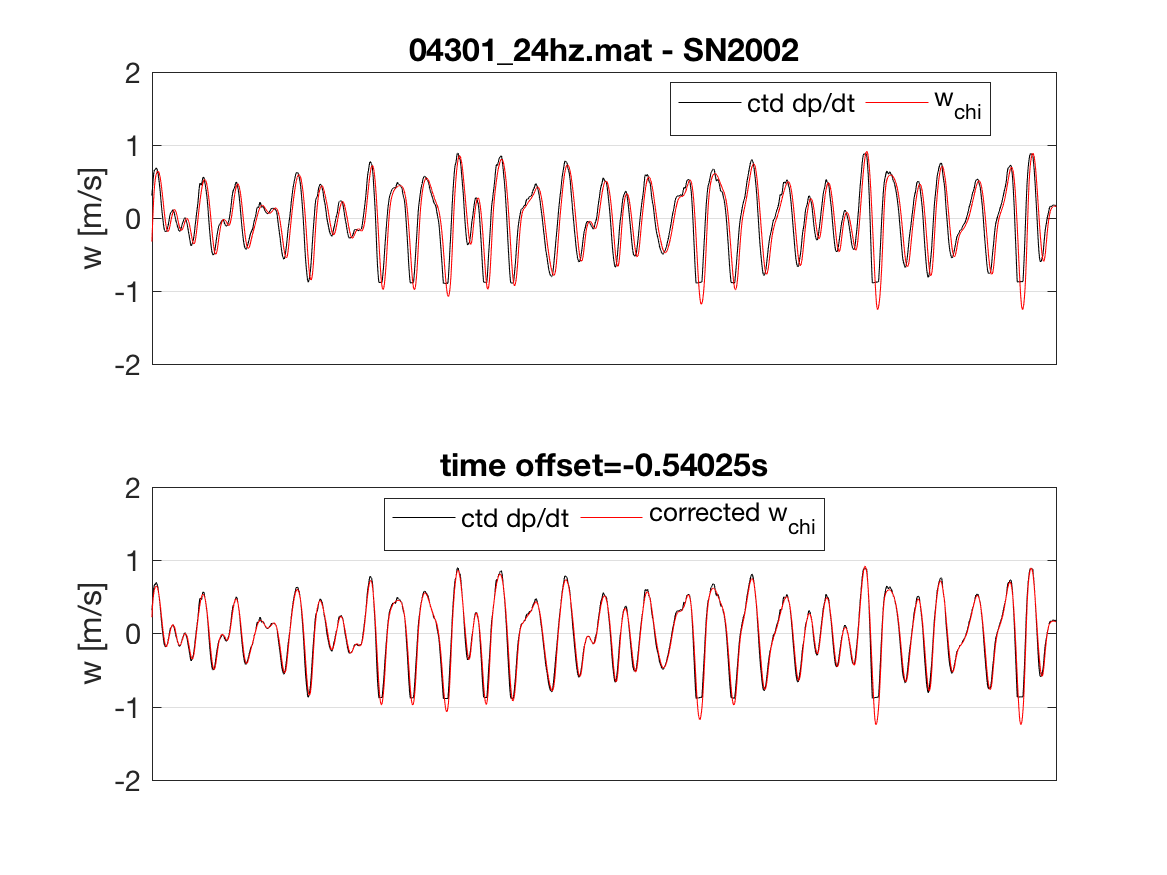 04301_24hz.mat - SN2002
2
ctd dp/dt w_chi
1
w [m/s]
0
-1
-2
time offset=-0.54025s
2
ctd dp/dt corrected w_chi
1
w [m/s]
0
-1
-2